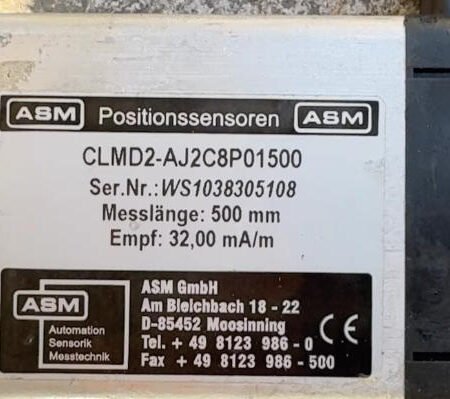 ASM Positionssensoren ASM
CLMD2-AJ2C8P01500
Ser.Nr.: WS1038305108
Messlänge: 500 mm
Empf: 32,00 mA/m
ASM
Automation
Sensorik
Messtechnik
ASM GmbH
Am Bleichbach 18 - 22
D-85452 Moosinning
Tel. + 49 8123 986 - 0
Fax + 49 8123 986 - 500
CE